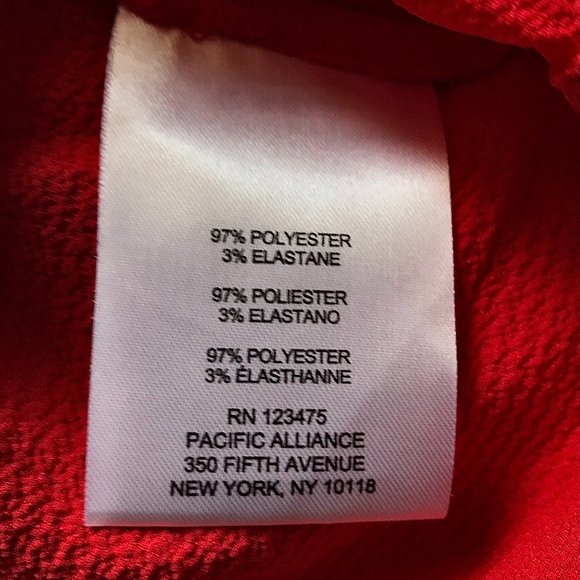 97% POLYESTER
3% ELASTANE
97% POLIESTER
3% ELASTANO
97% POLYESTER
3% ÉLASTHANNE
RN 123475
PACIFIC ALLIANCE
350 FIFTH AVENUE
NEW YORK, NY 10118